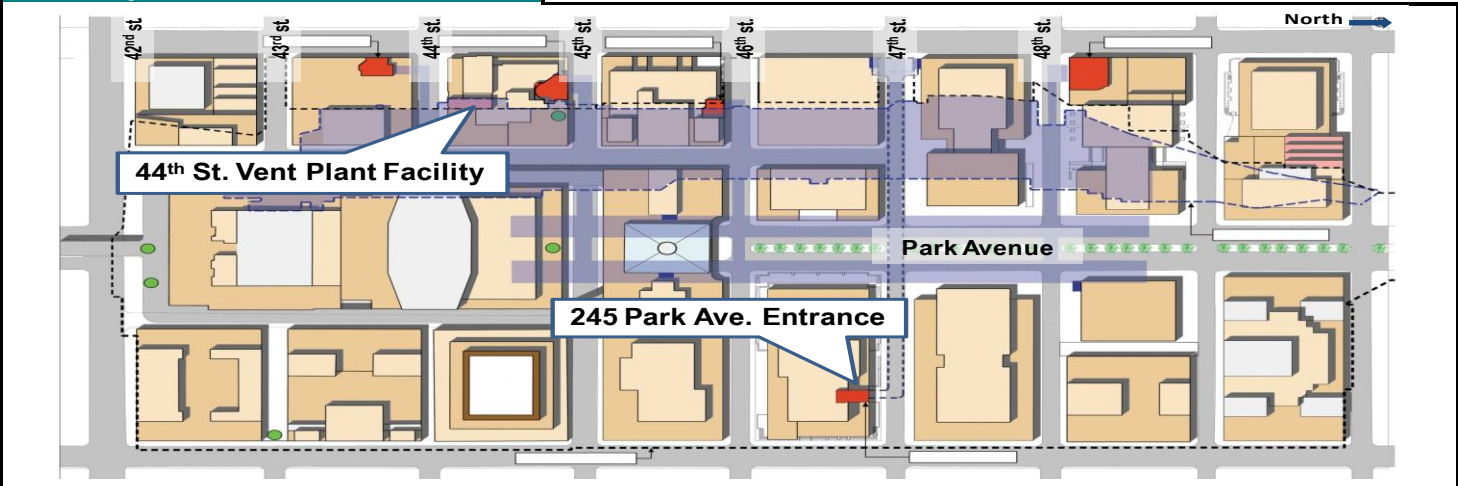 North
42nd st.
43rd st
44th st.
45th st.
46th st.
47th st.
48th st.
44th St. Vent Plant Facility
Park Avenue
245 Park Ave. Entrance